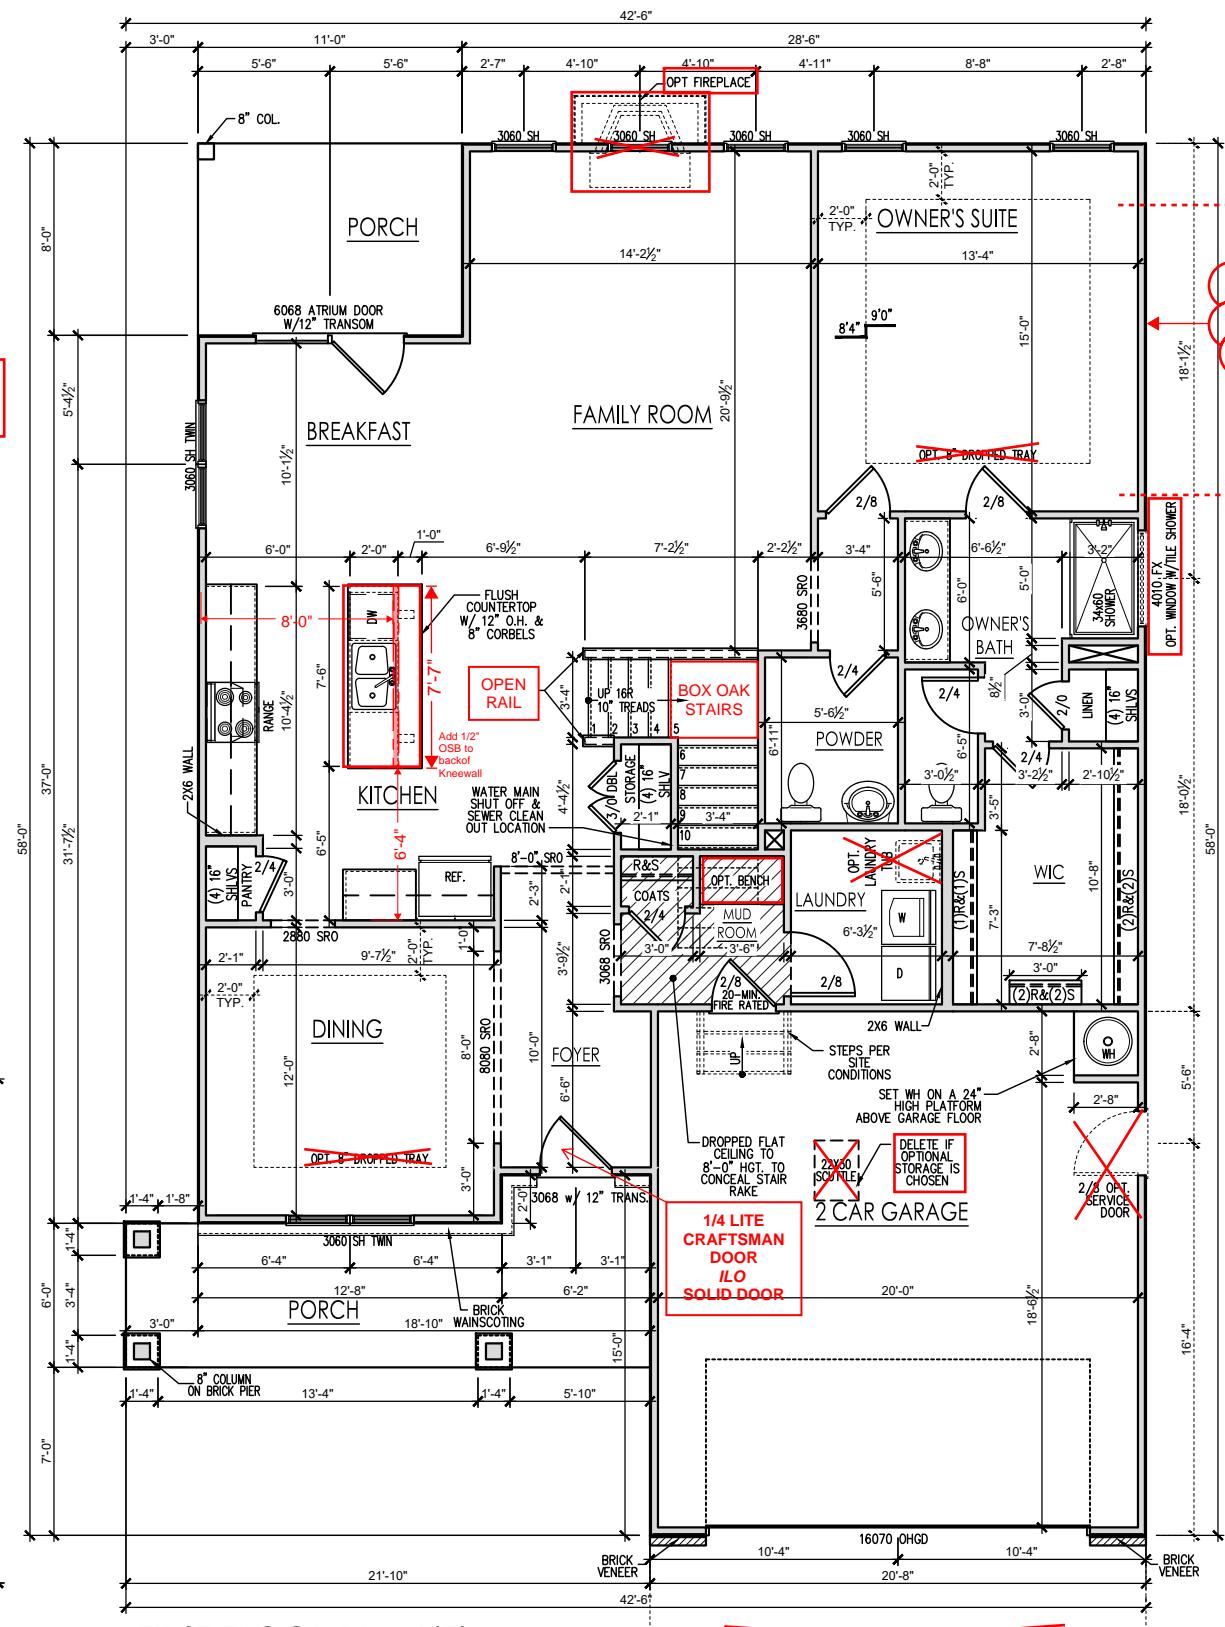 42'-6"
3'-0"
11'-0"
28'-6"
5'-6"
5'-6"
2'-7"
4'-10"
4'-10"
4'-11"
8'-8"
2'-8"
OPT FIREPLACE
8" COL.
3060 SH
3060 SH
3060 SH
3060 SH
3060 SH
2'-0"
TYP.
2'-0"
TYP.
PORCH
OWNER'S SUITE
8'-0"
14'-2½"
13'-4"
6068 ATRIUM DOOR
W/12" TRANSOM
9'0"
8'4"
15'-0"
18'-1½"
5'-4½"
20'-9½"
FAMILY ROOM
BREAKFAST
3060 SH TWIN
10'-1½"
OPT. 8" DROPPED TRAY
2/8
2/8
1'-0"
6'-0"
2'-0"
6'-9½"
7'-2½"
2'-2½"
3'-4"
6'-6½"
3'-2"
5'-0"
6'-0"
5'-6"
3680 SRO
34x60
SHOWER
4010 FX
OPT. WINDOW W/TILE SHOWER
FLUSH
COUNTERTOP
W/ 12" O.H. &
8" CORBELS
DW
8'-0"
7'-6"
7'-7"
OWNER'S
BATH
8½"
OPEN
RAIL
3'-4"
UP 16R
10" TREADS
BOX OAK
STAIRS
1
2
3
4
5
6
7
8
9
10
2/4
2/4
2/0
3'-0"
LINEN
(4) 16"
SHLVS
RANGE
10'-4½"
5'-6½"
POWDER
6'-11"
6'-5"
2/4
Add 1/2"
OSB to
backof
Kneewall
2X6 WALL
KITCHEN
WATER MAIN
SHUT OFF &
SEWER CLEAN
OUT LOCATION
4'-4½"
3/0 DBL
STORAGE
(4) 16"
SHLV
2'-1"
3'-4"
3'-0½"
3'-2½"
2'-10½"
3'-5"
37'-0"
58'-0"
31'-7½"
18'-0½"
58'-0"
6'-5"
6'-4"
8'-0" SRO
(4) 16"
SHLVS
PANTRY
2/4
3'-0"
REF.
2'-3"
2'-1"
R&S
COATS
2/4
OPT. BENCH
OPT.
LAUNDRY
TUB
LAUNDRY
W
D
WIC
10'-8"
(1)R&(1)S
(2)R&(2)S
7'-3"
MUD
ROOM
2880 SRO
2'-1"
9'-7½"
2'-0"
TYP.
1'-0"
3'-9½"
3068 SRO
3'-0"
3'-6"
6'-3½"
7'-8½"
3'-0"
(2)R&(2)S
2'-0"
TYP.
2/8
20-MIN.
FIRE RATED
2/8
2X6 WALL
DINING
8'-0"
8080 SRO
10'-0"
FOYER
6'-6"
12'-0"
UP
STEPS PER
SITE
CONDITIONS
2'-8"
WH
SET WH ON A 24"
HIGH PLATFORM
ABOVE GARAGE FLOOR
2'-8"
5'-6"
OPT. 8" DROPPED TRAY
DROPPED FLAT
CEILING TO
8'-0" HGT. TO
CONCEAL STAIR
RAKE
22X30
SCUTTLE
DELETE IF
OPTIONAL
STORAGE IS
CHOSEN
2/8 OPT.
SERVICE
DOOR
3'-0"
2'-0"
3068 w/ 12" TRANS.
1'-4"
1'-8"
1'-4"
1/4 LITE
CRAFTSMAN
DOOR
ILO
SOLID DOOR
2 CAR GARAGE
3060 SH TWIN
6'-4"
6'-4"
3'-1"
3'-1"
12'-8"
6'-2"
20'-0"
18'-6½"
6'-0"
3'-4"
PORCH
BRICK
WAINSCOTING
3'-0"
18'-10"
15'-0"
16'-4"
1'-4"
8" COLUMN
ON BRICK PIER
1'-4"
13'-4"
1'-4"
5'-10"
7'-0"
16070 OHGD
BRICK
VENEER
10'-4"
10'-4"
BRICK
VENEER
21'-10"
20'-8"
42'-6"